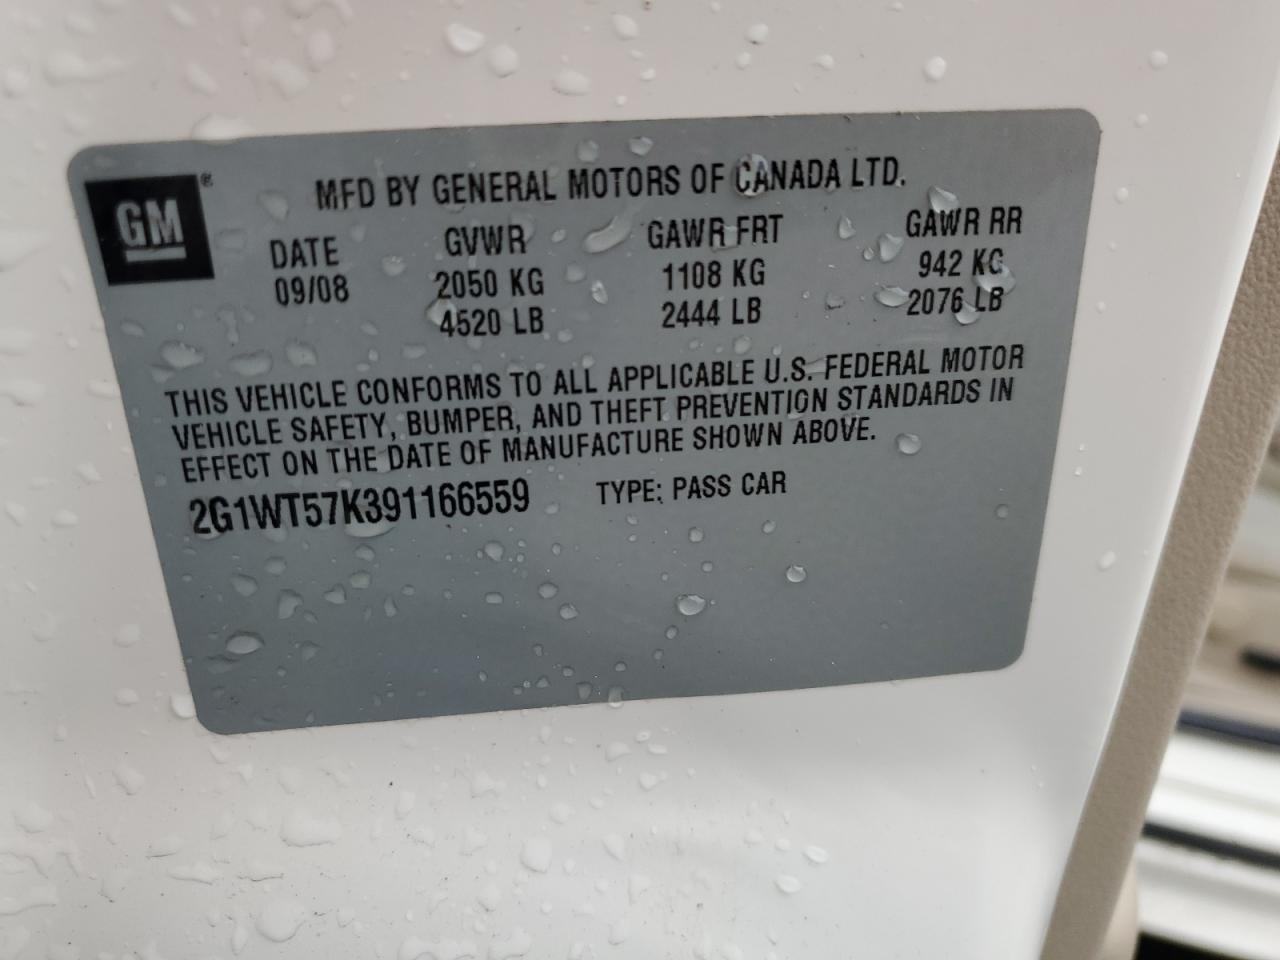 GM®
MFD BY GENERAL MOTORS OF CANADA LTD.
DATE GVWR GAWR FRT GAWR RR
09/08 2050 KG 1108 KG 942 KG
4520 LB 2444 LB 2076 LB
THIS VEHICLE CONFORMS TO ALL APPLICABLE U.S. FEDERAL MOTOR
VEHICLE SAFETY, BUMPER, AND THEFT PREVENTION STANDARDS IN
EFFECT ON THE DATE OF MANUFACTURE SHOWN ABOVE.
2G1WT57K391166559 TYPE: PASS CAR